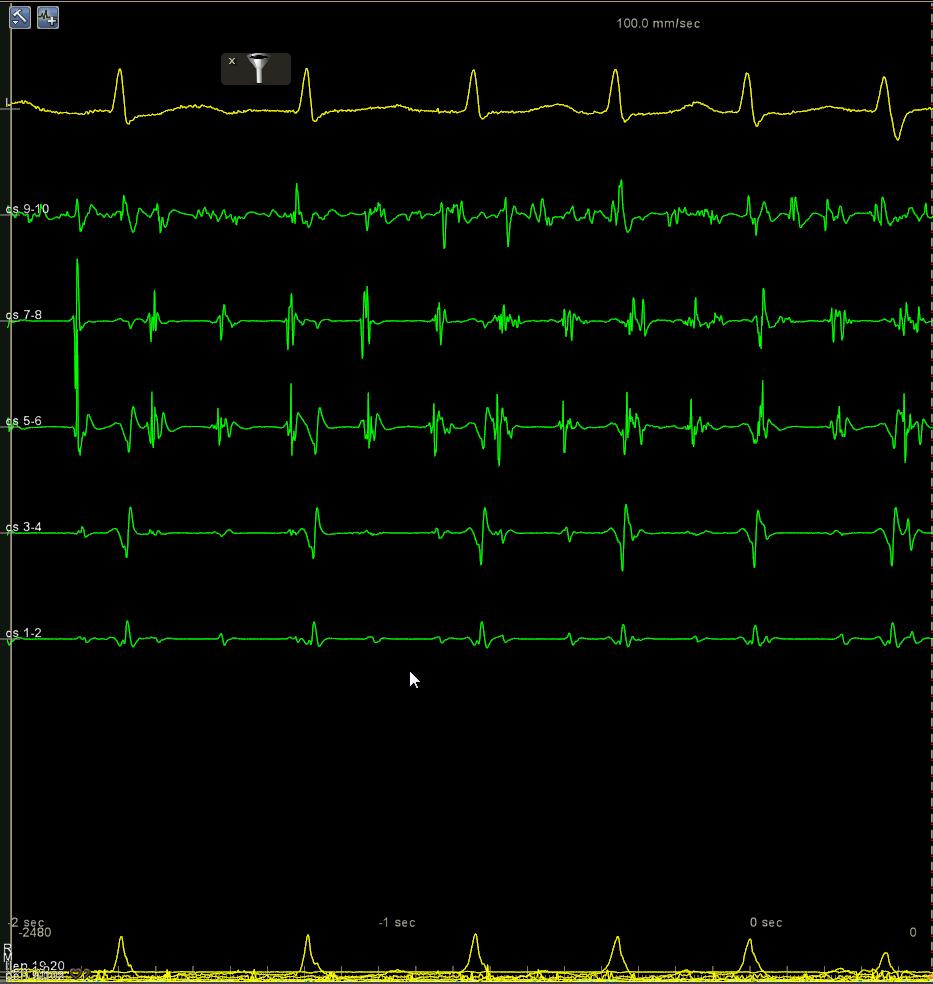 100.0 mm/sec
x
I
cs 9-10
cs 7-8
cs 5-6
cs 3-4
cs 1-2
-2 sec
-1 sec
0 sec
-2480
0